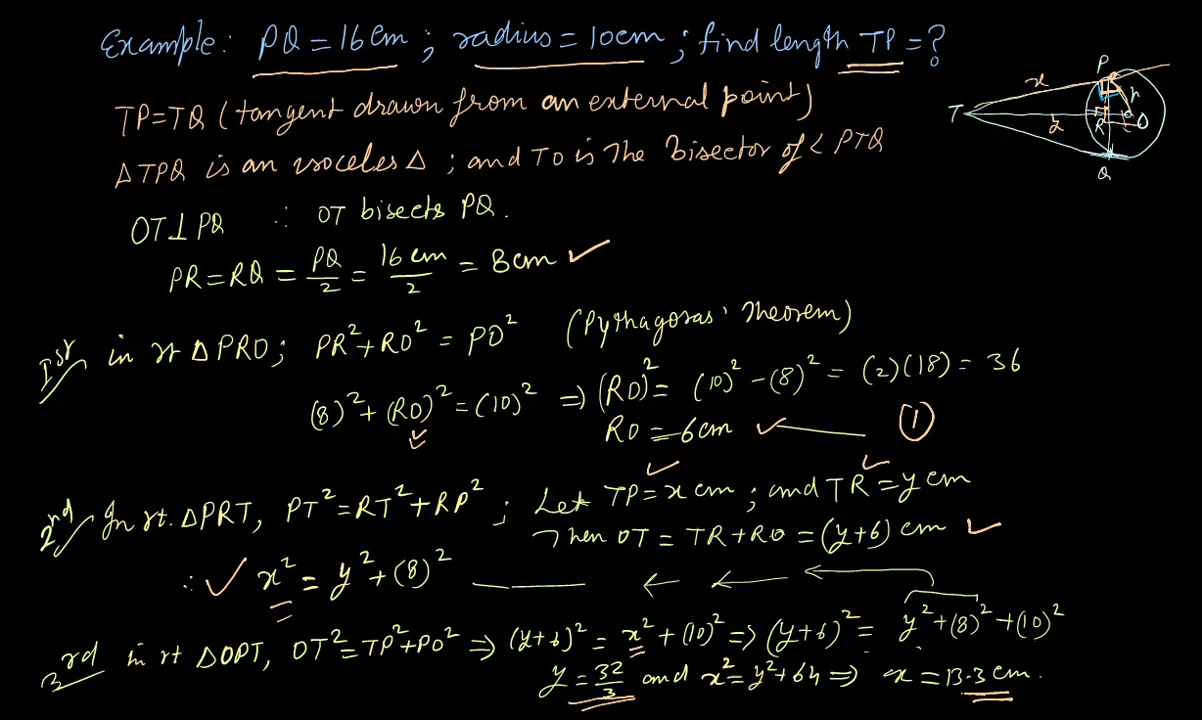 Example: PQ = 16 cm ; radius = 10 cm ; find length TP = ?
TP = TQ (tangent drawn from an external point)
Δ TPQ is an isoceles Δ ; and TO is The Bisector of < PTQ
OT ⊥ PQ ∴ OT bisects PQ.
PR = RQ = PQ/2 = 16 cm/2 = 8 cm ✓
1st in rt Δ PRO ; PR² + RO² = PO² (Pythagoras' Theorem)
(8)² + (RO)² = (10)² ⇒ (RO)² = (10)² - (8)² = (2)(18) = 36
RO = 6 cm ✓ —— ①
2nd In rt. Δ PRT, PT² = RT² + RP² ; Let TP = x cm ; and TR = y cm
Then OT = TR + RO = (y+6) cm ✓
∴ ✓ x² = y² + (8)² —— ← ← ←
3rd in rt Δ OPT, OT² = TP² + PO² ⇒ (y+6)² = x² + (10)² ⇒ (y+6)² = y² + (8)² + (10)²
y = 32/3 and x² = y² + 64 ⇒ x = 13.3 cm.
P
x
r
T
y
R
O
Q